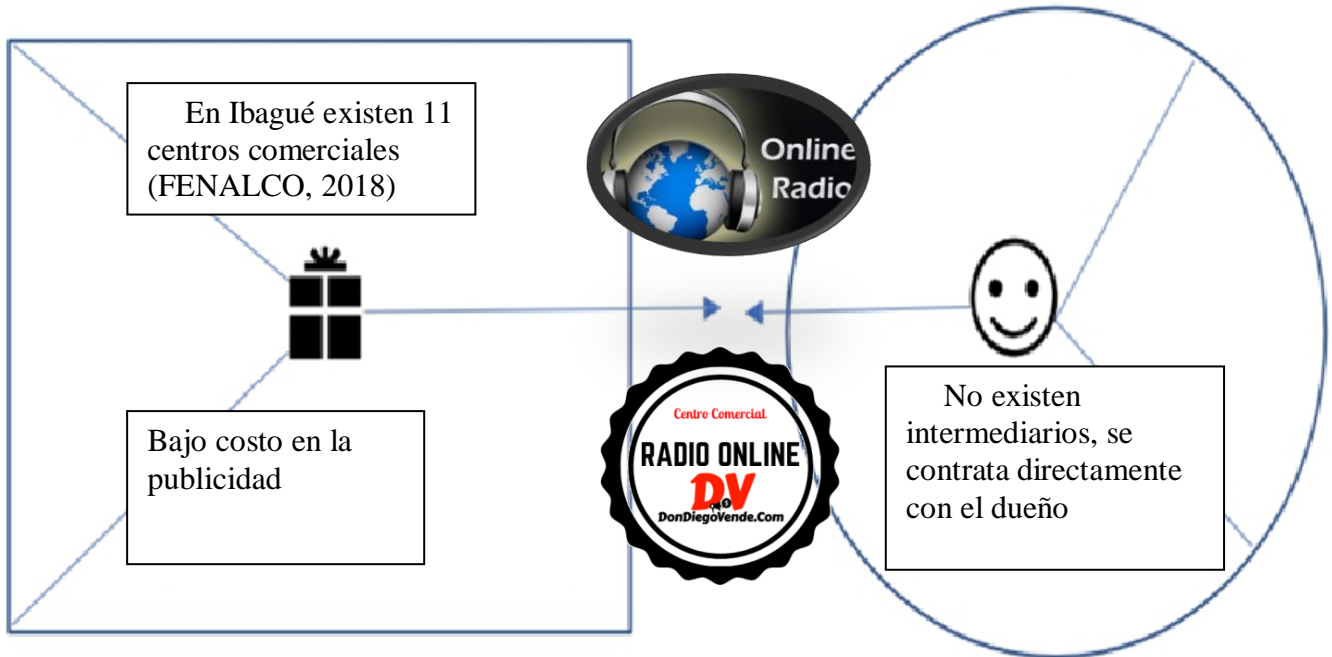 En Ibagué existen 11
centros comerciales
(FENALCO, 2018)
Online
Radio
Bajo costo en la
publicidad
Centro Comercial
RADIO ONLINE
DV
DonDiegoVende.Com
No existen
intermediarios, se
contrata directamente
con el dueño